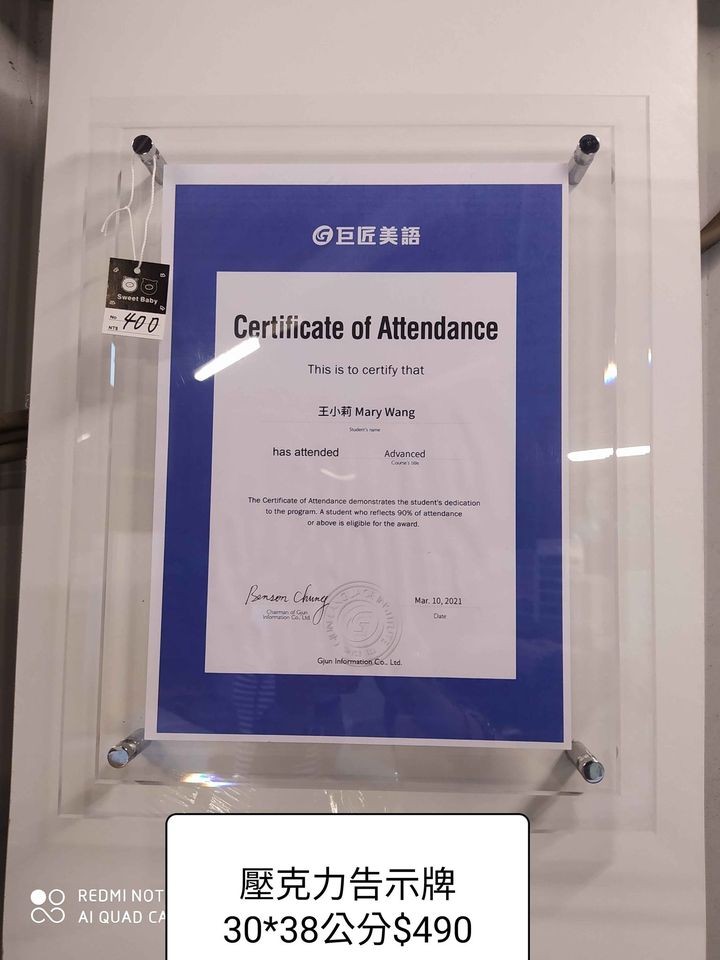 巨匠美語
Certificate of Attendance
This is to certify that
王小莉 Mary Wang
Student's name
has attended Advanced
Course's title
The Certificate of Attendance demonstrates the student's dedication
to the program. A student who reflects 90% of attendance
or above is eligible for the award.
Benson Chung
Chairman of Gjun
Information Co., Ltd.
Mar. 10, 2021
Date
Gjun Information Co., Ltd.
Sweet Baby
No
NT$
400
REDMI NOT
AI QUAD CA
壓克力告示牌
30*38公分$490